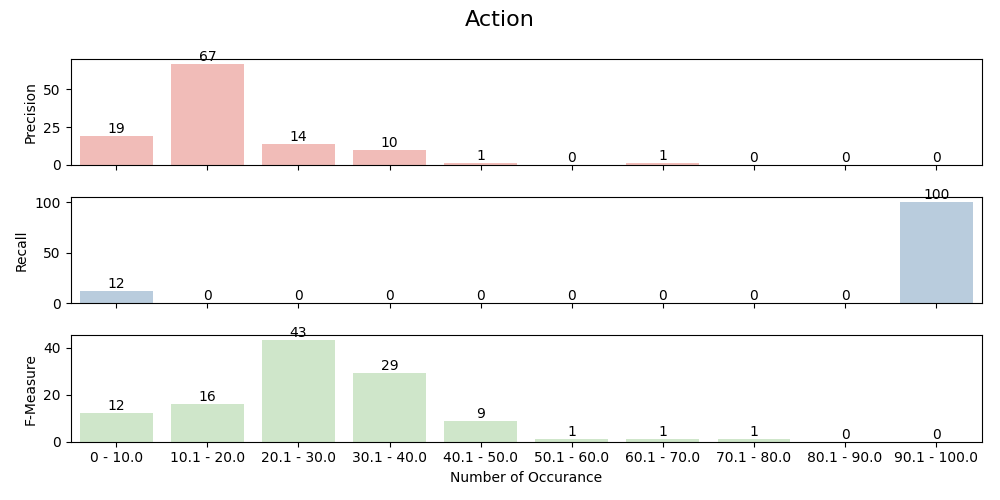 Action
Precision
50
25
0
19
67
14
10
1
0
1
0
0
0
Recall
100
50
0
12
0
0
0
0
0
0
0
0
100
F-Measure
40
20
0
12
16
43
29
9
1
1
1
0
0
0 - 10.0
10.1 - 20.0
20.1 - 30.0
30.1 - 40.0
40.1 - 50.0
50.1 - 60.0
60.1 - 70.0
70.1 - 80.0
80.1 - 90.0
90.1 - 100.0
Number of Occurance